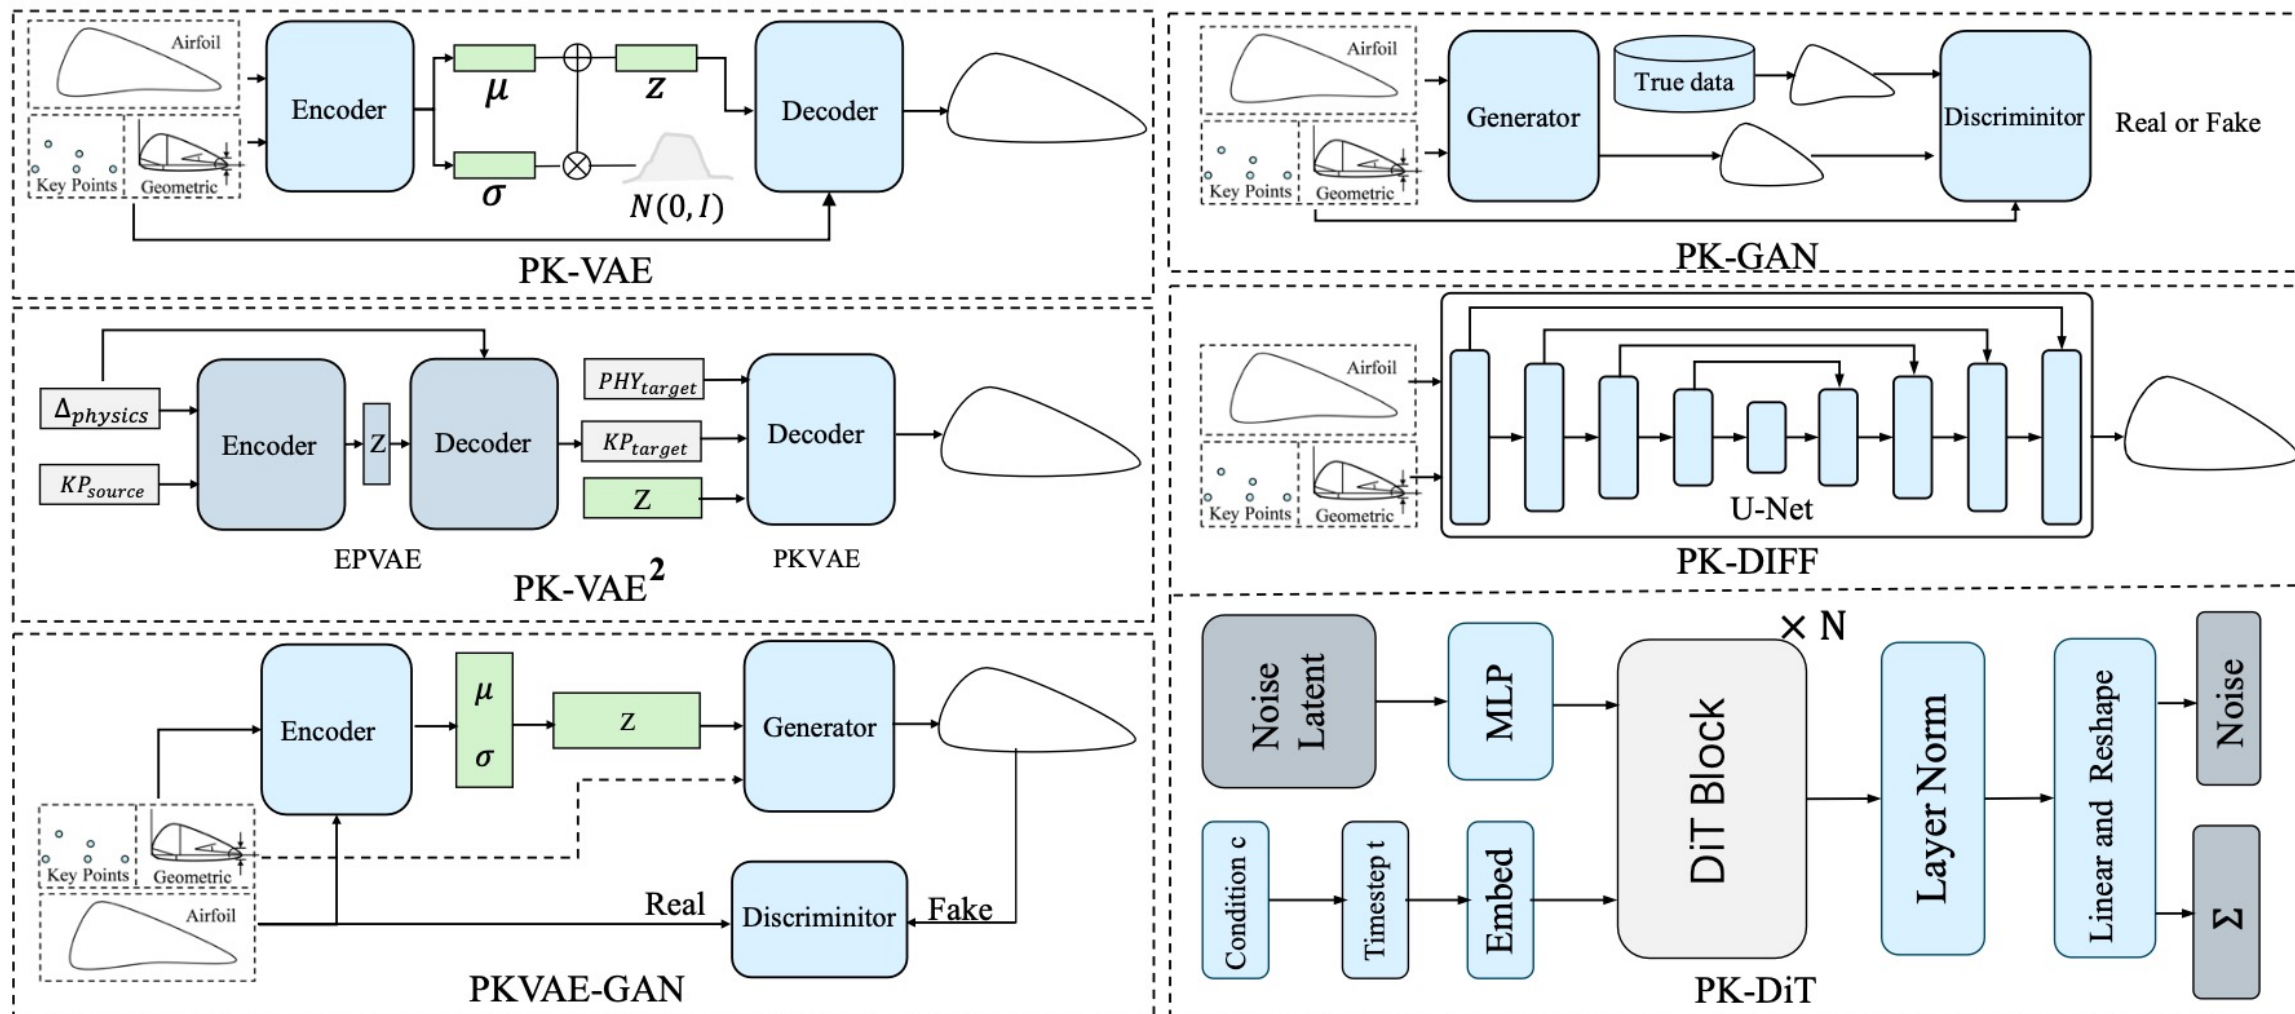 Airfoil
Key Points
Geometric
Encoder
μ
σ
z
N(0, I)
Decoder
PK-VAE
Δphysics
KPsource
Encoder
Z
Decoder
EPVAE
PHYtarget
KPtarget
Z
Decoder
PKVAE
PK-VAE²
Encoder
μ
σ
Z
Generator
Key Points
Geometric
Airfoil
Real
Discriminitor
Fake
PKVAE-GAN
Airfoil
Key Points
Geometric
Generator
True data
Discriminitor
Real or Fake
PK-GAN
Airfoil
Key Points
Geometric
U-Net
PK-DIFF
Noise
Latent
MLP
Condition c
Timestep t
Embed
DiT Block
× N
Layer Norm
Linear and Reshape
Noise
Σ
PK-DiT